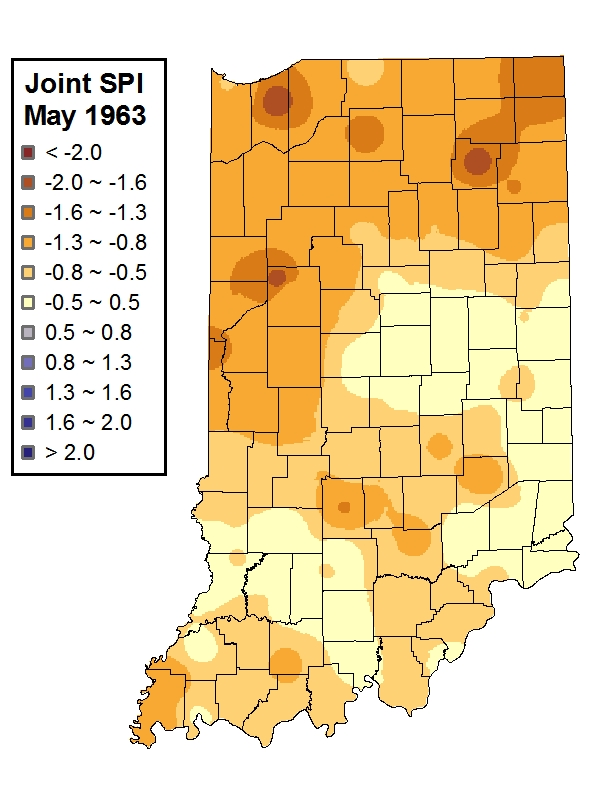 Joint SPI
May 1963
< -2.0
-2.0 ~ -1.6
-1.6 ~ -1.3
-1.3 ~ -0.8
-0.8 ~ -0.5
-0.5 ~ 0.5
0.5 ~ 0.8
0.8 ~ 1.3
1.3 ~ 1.6
1.6 ~ 2.0
> 2.0